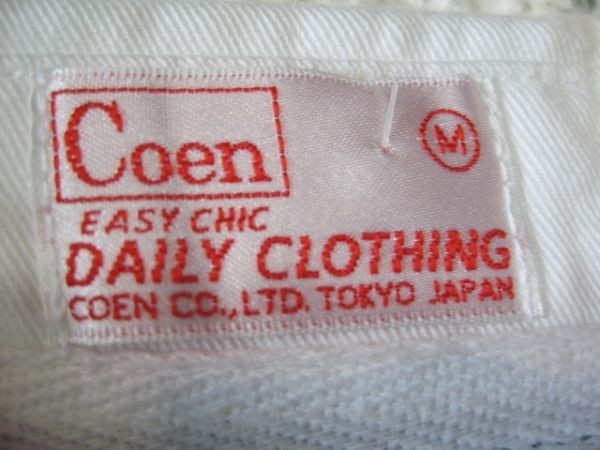 Coen
M
EASY CHIC
DAILY CLOTHING
COEN CO.,LTD. TOKYO JAPAN